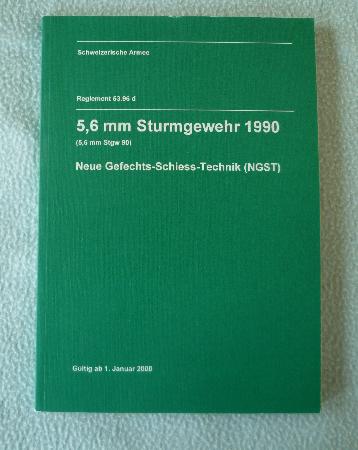 Schweizerische Armee
Reglement 53.96 d
5,6 mm Sturmgewehr 1990
(5,6 mm Stgw 90)
Neue Gefechts-Schiess-Technik (NGST)
Gültig ab 1. Januar 2000